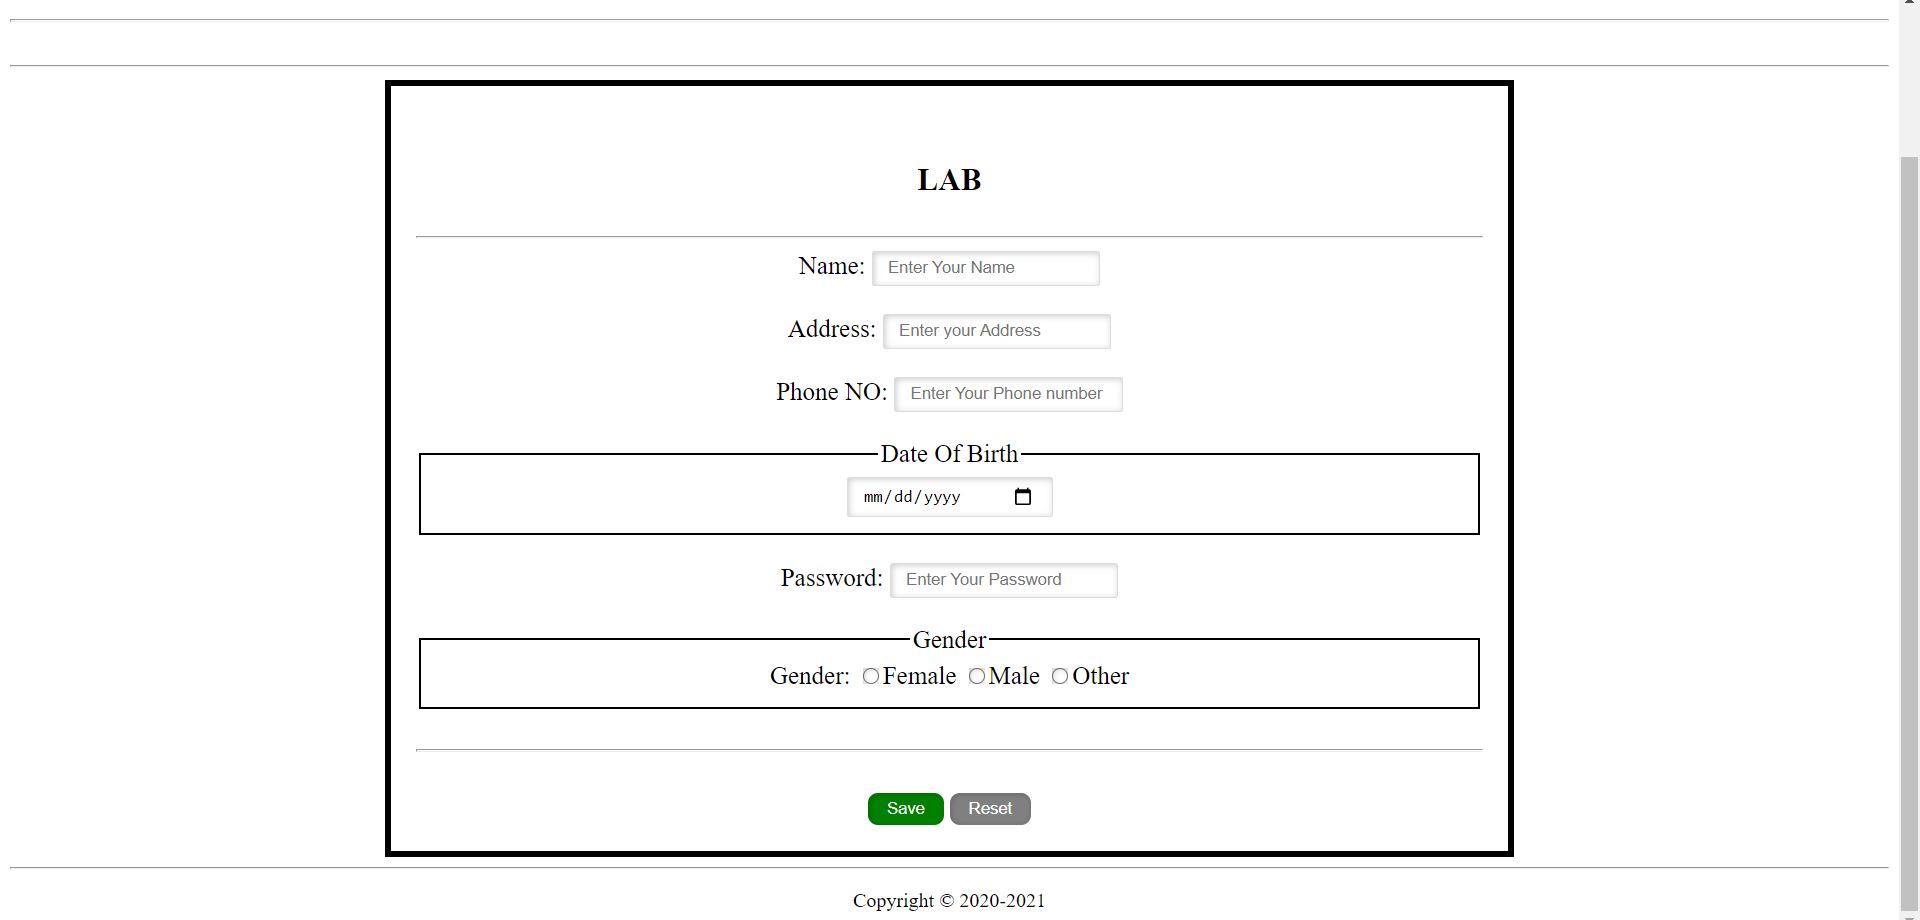 LAB
Name: Enter Your Name
Address: Enter your Address
Phone NO: Enter Your Phone number
Date Of Birth
mm/dd/yyyy
Password: Enter Your Password
Gender
Gender: Female Male Other
Save Reset
Copyright © 2020-2021